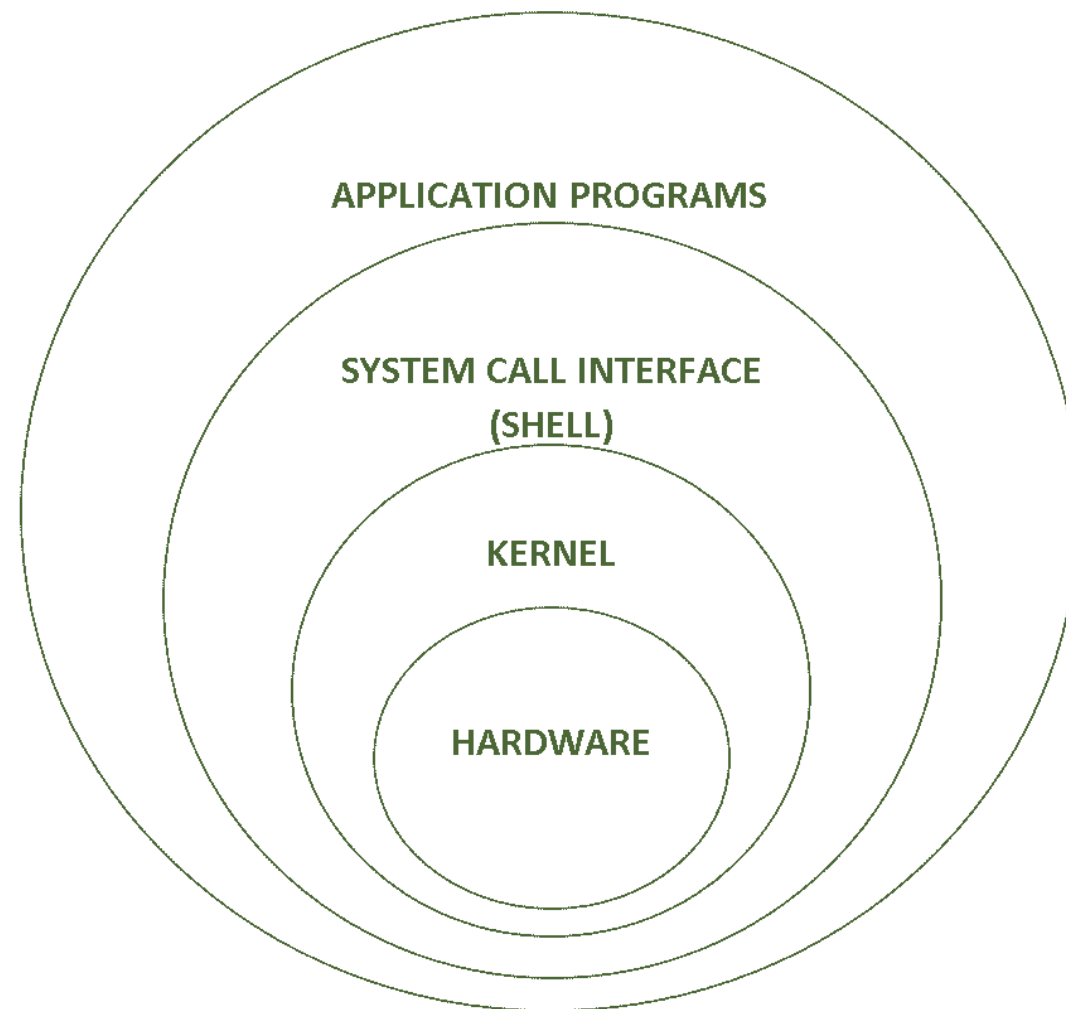 APPLICATION PROGRAMS
SYSTEM CALL INTERFACE
(SHELL)
KERNEL
HARDWARE